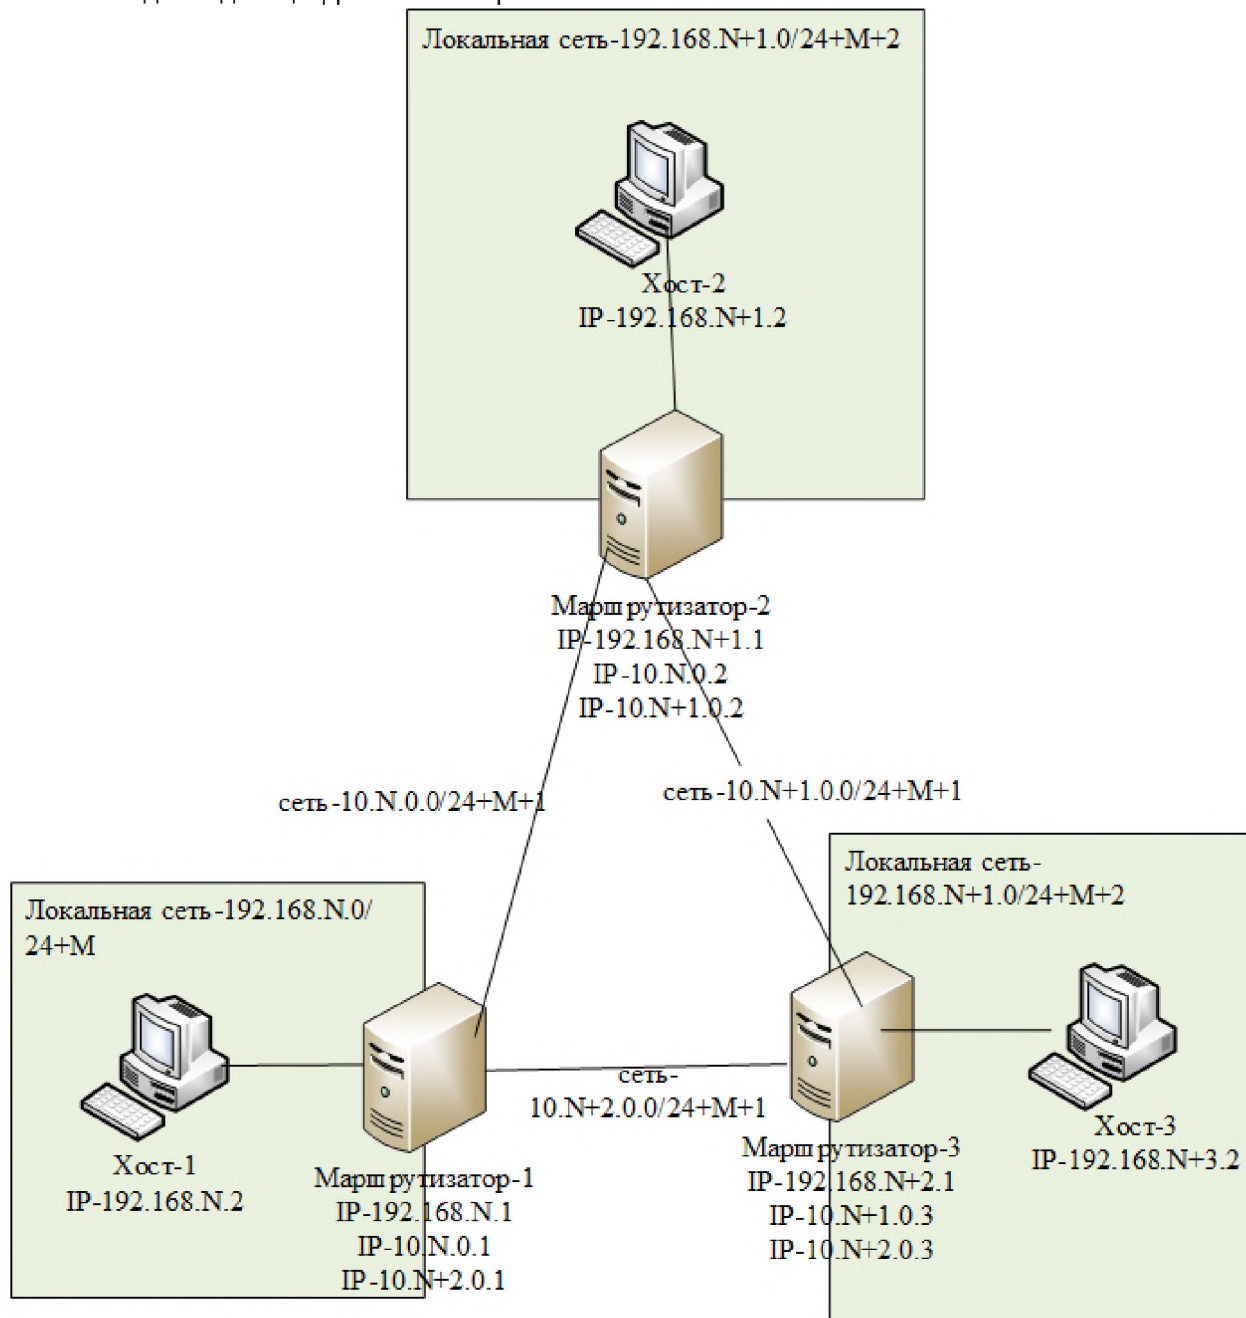 Локальная сеть-192.168.N+1.0/24+M+2
Хост-2
IP-192.168.N+1.2
Маршрутизатор-2
IP-192.168.N+1.1
IP-10.N.0.2
IP-10.N+1.0.2
сеть-10.N.0.0/24+M+1
сеть-10.N+1.0.0/24+M+1
Локальная сеть-
192.168.N+1.0/24+M+2
Локальная сеть-192.168.N.0/
24+M
сеть-
10.N+2.0.0/24+M+1
Хост-1
IP-192.168.N.2
Маршрутизатор-1
IP-192.168.N.1
IP-10.N.0.1
IP-10.N+2.0.1
Маршрутизатор-3
IP-192.168.N+2.1
IP-10.N+1.0.3
IP-10.N+2.0.3
Хост-3
IP-192.168.N+3.2